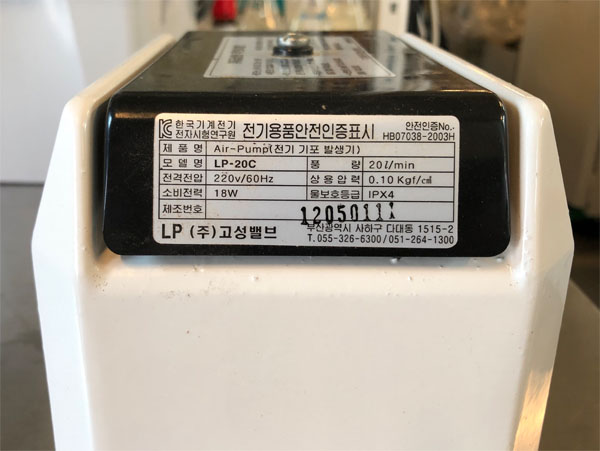 한국기계전기
전자시험연구원 전기용품안전인증표시 안전인증No.-
HB07038-2003H
제 품 명 Air-Pump(전기 기포 발생기)
모 델 명 LP-20C 풍 량 20ℓ/min
전격전압 220v/60Hz 상 용 압 력 0.10 Kgf/㎠
소비전력 18W 물보호등급 IPX4
제조번호 12050111
LP (주)고성밸브 부산광역시 사하구 다대동 1515-2
T.055-326-6300/051-264-1300